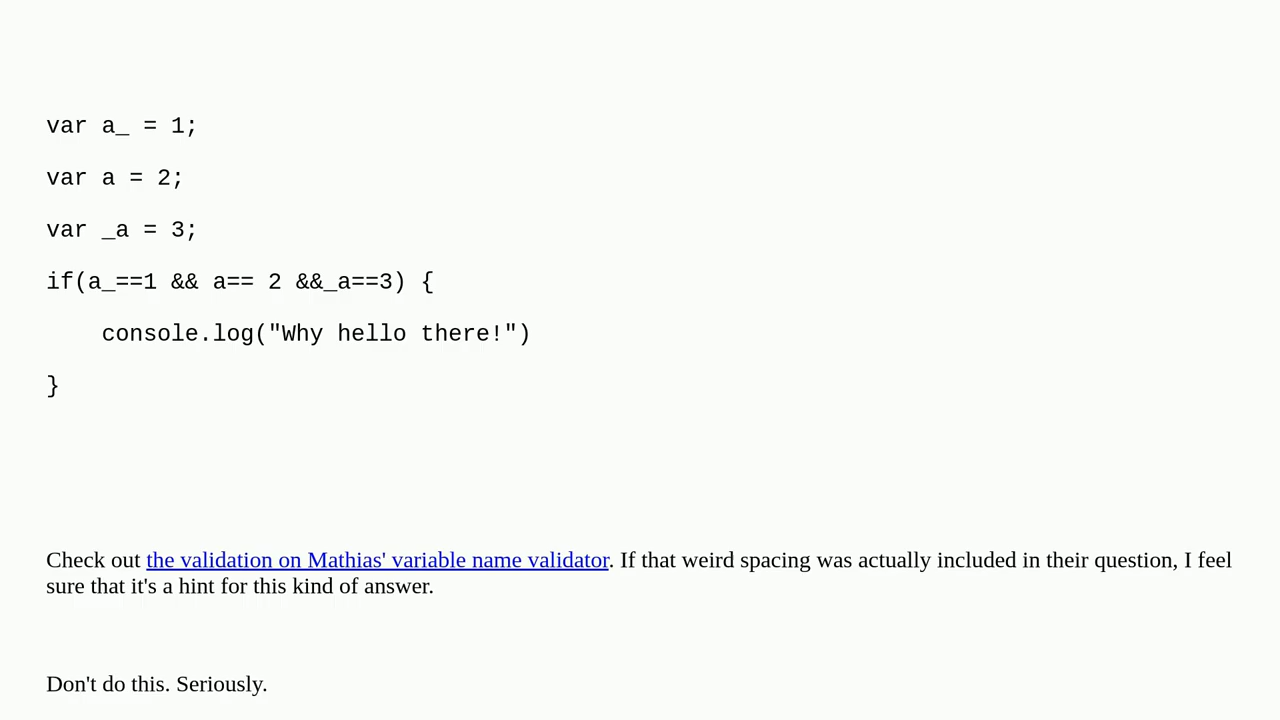 var a_ = 1;
var a = 2;
var _a = 3;
if(a_==1 && a== 2 &&_a==3) {
    console.log("Why hello there!")
}
Check out the validation on Mathias' variable name validator. If that weird spacing was actually included in their question, I feel
sure that it's a hint for this kind of answer.
Don't do this. Seriously.